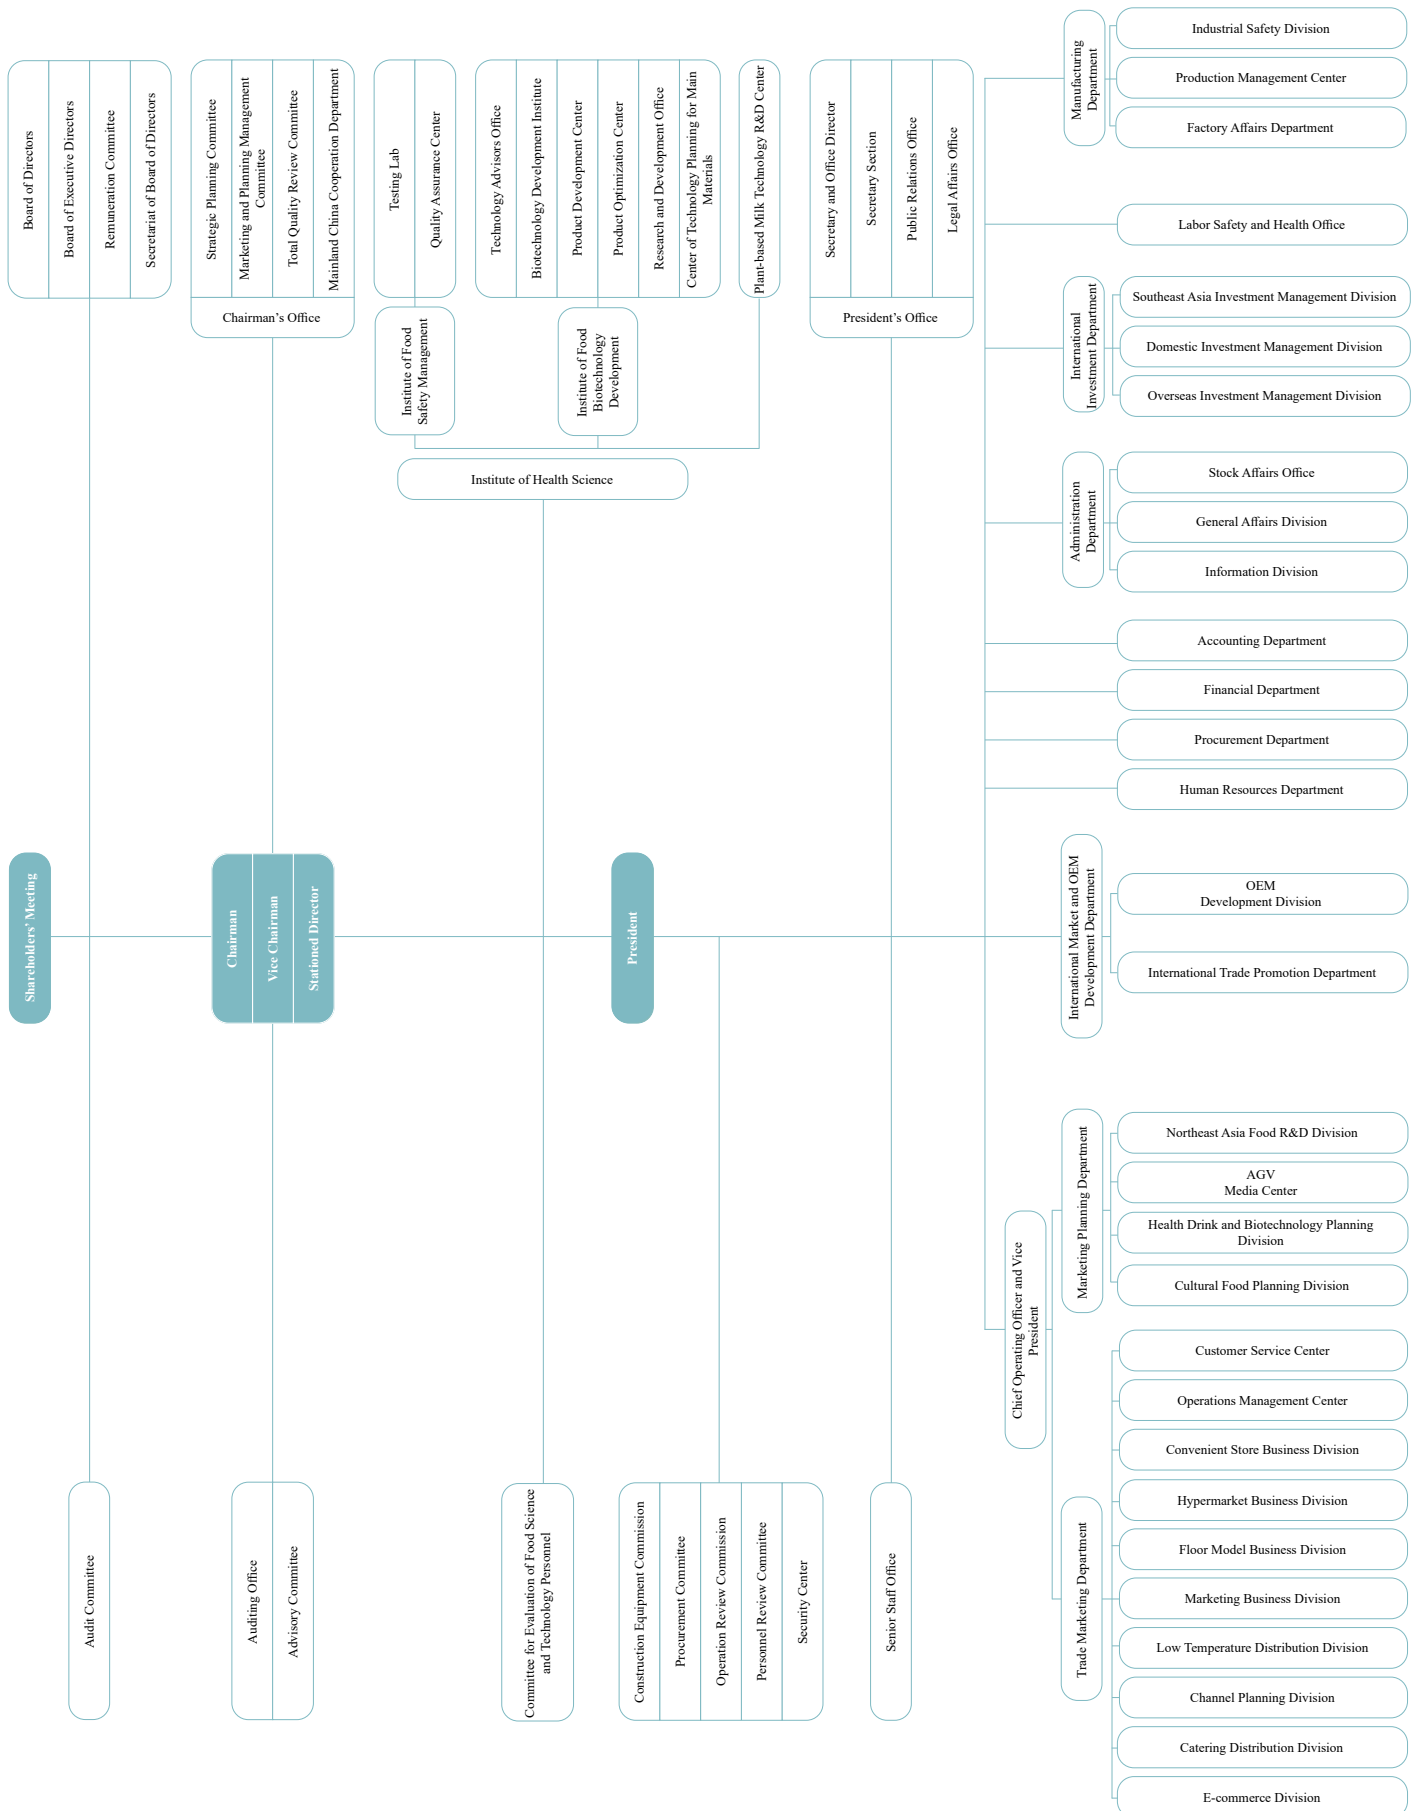 Board of Directors
Board of Executive Directors
Remuneration Committee
Secretariat of Board of Directors
Strategic Planning Committee
Marketing and Planning Management
Committee
Total Quality Review Committee
Mainland China Cooperation Department
Chairman’s Office
Testing Lab
Quality Assurance Center
Institute of Food
Safety Management
Technology Advisors Office
Biotechnology Development Institute
Product Development Center
Product Optimization Center
Research and Development Office
Center of Technology Planning for Main
Materials
Institute of Food
Biotechnology
Development
Plant-based Milk Technology R&D Center
Institute of Health Science
Secretary and Office Director
Secretary Section
Public Relations Office
Legal Affairs Office
President’s Office
Shareholders’ Meeting
Chairman
Vice Chairman
Stationed Director
President
Audit Committee
Auditing Office
Advisory Committee
Committee for Evaluation of Food Science
and Technology Personnel
Construction Equipment Commission
Procurement Committee
Operation Review Commission
Personnel Review Committee
Security Center
Senior Staff Office
Manufacturing
Department
Industrial Safety Division
Production Management Center
Factory Affairs Department
Labor Safety and Health Office
International
Investment Department
Southeast Asia Investment Management Division
Domestic Investment Management Division
Overseas Investment Management Division
Administration
Department
Stock Affairs Office
General Affairs Division
Information Division
Accounting Department
Financial Department
Procurement Department
Human Resources Department
International Market and OEM
Development Department
OEM
Development Division
International Trade Promotion Department
Chief Operating Officer and Vice
President
Marketing Planning Department
Northeast Asia Food R&D Division
AGV
Media Center
Health Drink and Biotechnology Planning
Division
Cultural Food Planning Division
Trade Marketing Department
Customer Service Center
Operations Management Center
Convenient Store Business Division
Hypermarket Business Division
Floor Model Business Division
Marketing Business Division
Low Temperature Distribution Division
Channel Planning Division
Catering Distribution Division
E-commerce Division